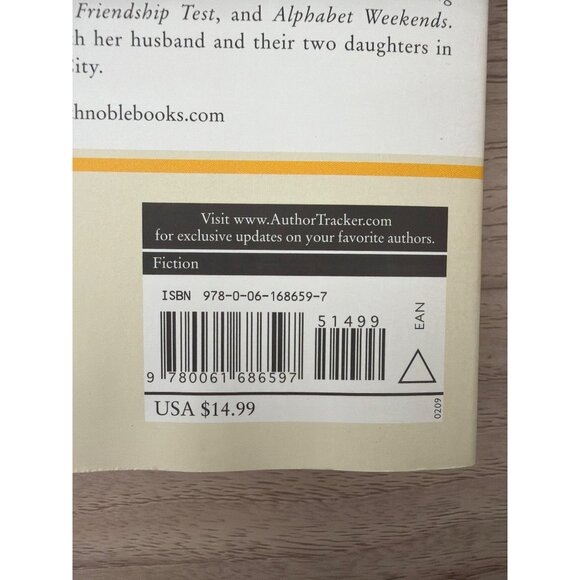 Friendship Test, and Alphabet Weekends.
her husband and their two daughters in
City.
hnoblebooks.com
Visit www.AuthorTracker.com
for exclusive updates on your favorite authors.
Fiction
ISBN 978-0-06-168659-7
51499
EAN
9 780061 686597
USA $14.99
0209